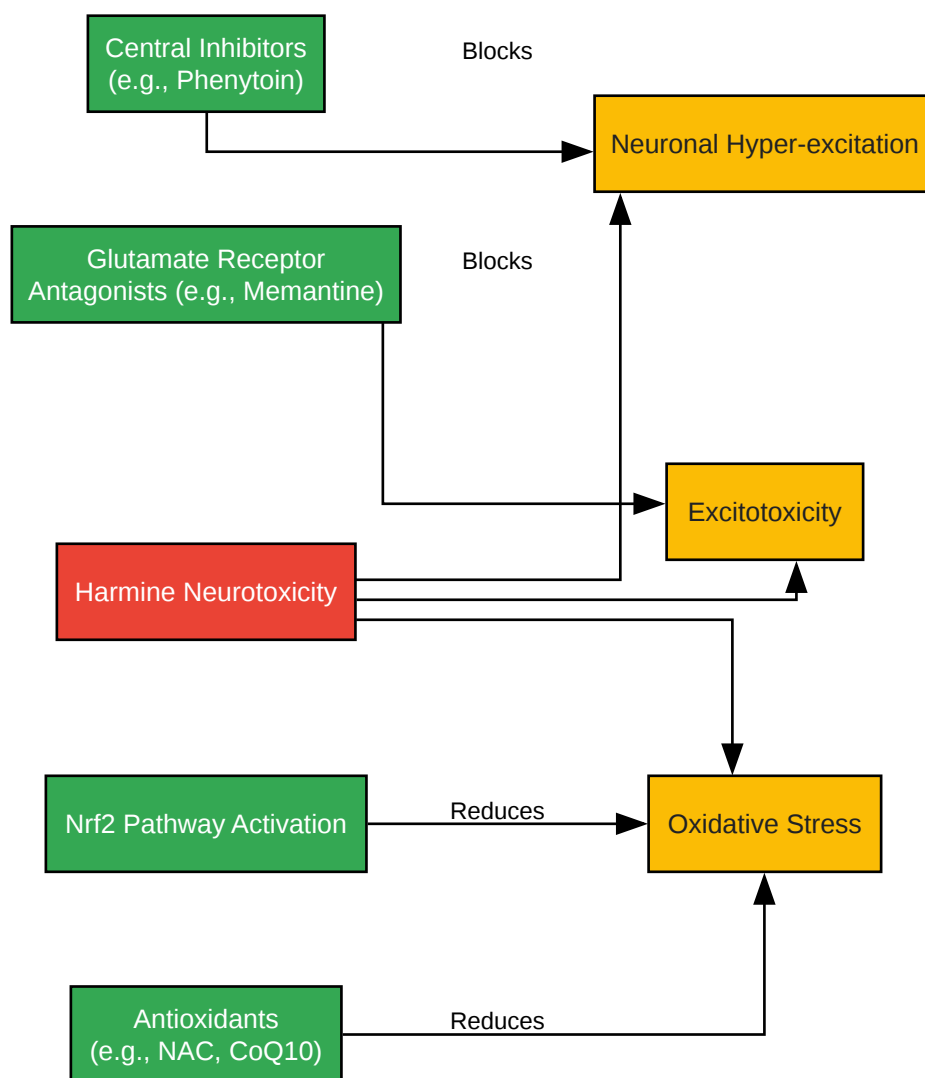 Central Inhibitors
(e.g., Phenytoin)
Blocks
Neuronal Hyper-excitation
Glutamate Receptor
Antagonists (e.g., Memantine)
Blocks
Excitotoxicity
Harmine Neurotoxicity
Nrf2 Pathway Activation
Reduces
Oxidative Stress
Antioxidants
(e.g., NAC, CoQ10)
Reduces